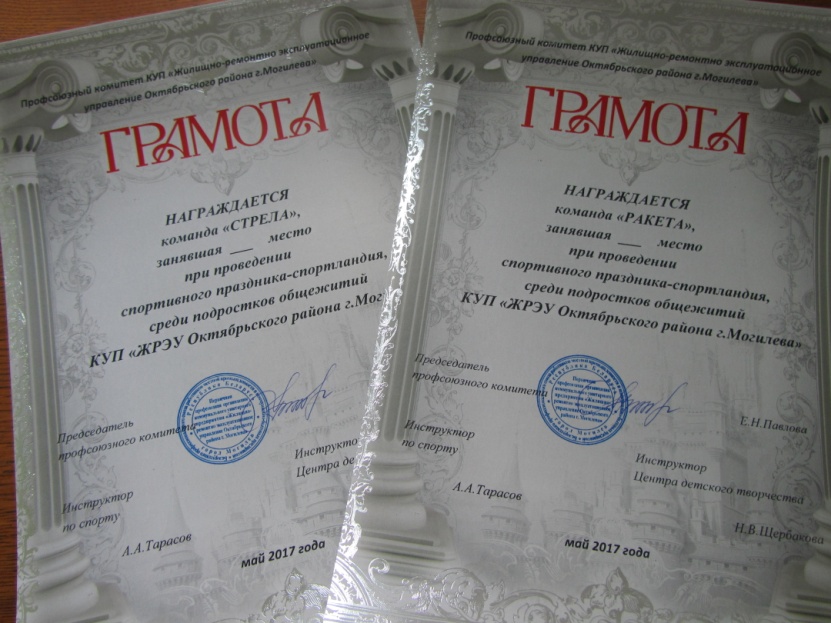 Профсоюзный комитет КУП «Жилищно-ремонтно эксплуатационное
управление Октябрьского района г.Могилева»
ГРАМОТА
НАГРАЖДАЕТСЯ
команда «СТРЕЛА»,
занявшая ___ место
при проведении
спортивного праздника-спортландия,
среди подростков общежитий
КУП «ЖРЭУ Октябрьского района г.Мог
Председатель
профсоюзного комитета
Инструкто
Центра де
Инструктор
по спорту
А.А.Тарасов
май 2017 года
Профсоюзный комитет КУП «Жилищно-ремонтно эксплуатационное
управление Октябрьского района г.Могилева»
ГРАМОТА
НАГРАЖДАЕТСЯ
команда «РАКЕТА»,
занявшая ___ место
при проведении
спортивного праздника-спортландия,
среди подростков общежитий
КУП «ЖРЭУ Октябрьского района г.Могилева»
Председатель
профсоюзного комитета
Е.Н.Павлова
Инструктор
по спорту
Инструктор
Центра детского творчества
А.А.Тарасов
Н.В.Щербакова
май 2017 года